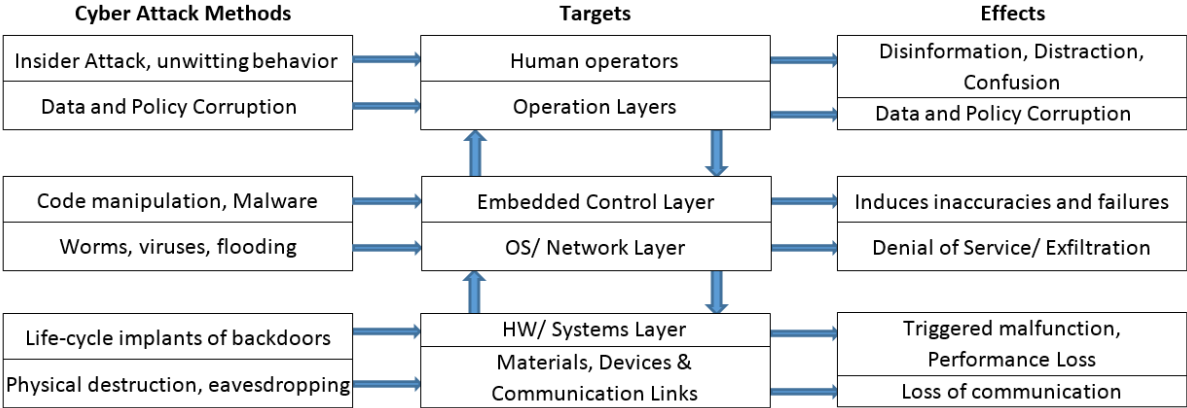 Cyber Attack Methods
Targets
Effects
Insider Attack, unwitting behavior
Human operators
Disinformation, Distraction,
Confusion
Data and Policy Corruption
Operation Layers
Data and Policy Corruption
Code manipulation, Malware
Embedded Control Layer
Induces inaccuracies and failures
Worms, viruses, flooding
OS/ Network Layer
Denial of Service/ Exfiltration
Life-cycle implants of backdoors
HW/ Systems Layer
Triggered malfunction,
Performance Loss
Physical destruction, eavesdropping
Materials, Devices &
Communication Links
Loss of communication